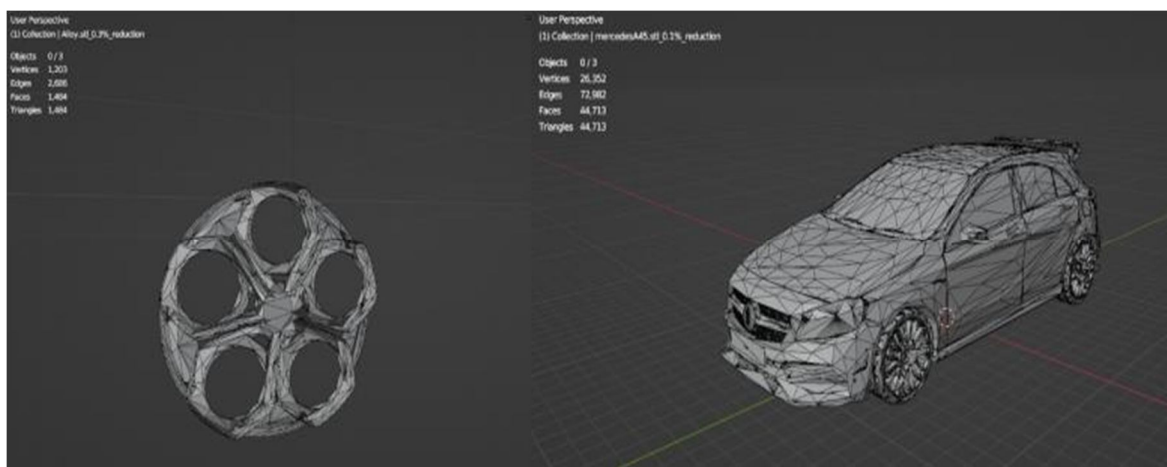 User Perspective
(1) Collection | Alloy.stl_0.3%_reduction
Objects 0/3
Vertices 1,203
Edges 2,686
Faces 1,464
Triangles 1,464
User Perspective
(1) Collection | mercedesA45.stl_0.1%_reduction
Objects 0/3
Vertices 26,352
Edges 72,982
Faces 44,713
Triangles 44,713